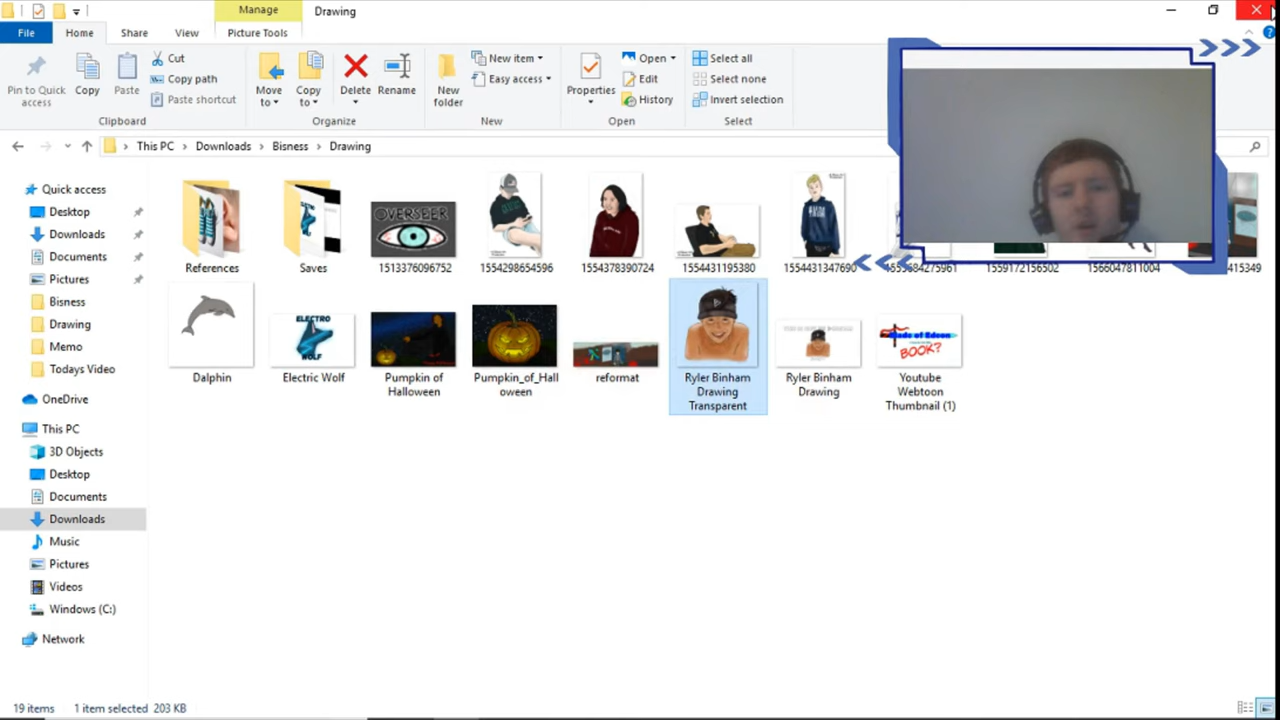 Manage
Drawing
File
Home
Share
View
Picture Tools
Pin to Quick access
Copy
Paste
Cut
Copy path
Paste shortcut
Clipboard
Move to
Copy to
Delete
Rename
Organize
New folder
New item
Easy access
New
Properties
Open
Edit
History
Open
Select all
Select none
Invert selection
Select
This PC > Downloads > Bisness > Drawing
Quick access
Desktop
Downloads
Documents
Pictures
Bisness
Drawing
Memo
Todays Video
OneDrive
This PC
3D Objects
Desktop
Documents
Downloads
Music
Pictures
Videos
Windows (C:)
Network
OVERSEER
References
Saves
1513376096752
1554298654596
1554378390724
1554431195380
1554431347690
1559172156502
1566047811004
415349
ELECTRO
WOLF
BOOK?
Dalphin
Electric Wolf
Pumpkin of
Halloween
Pumpkin_of_Hall
oween
reformat
Ryler Binham
Drawing
Transparent
Ryler Binham
Drawing
Youtube
Webtoon
Thumbnail (1)
19 items
1 item selected 203 KB